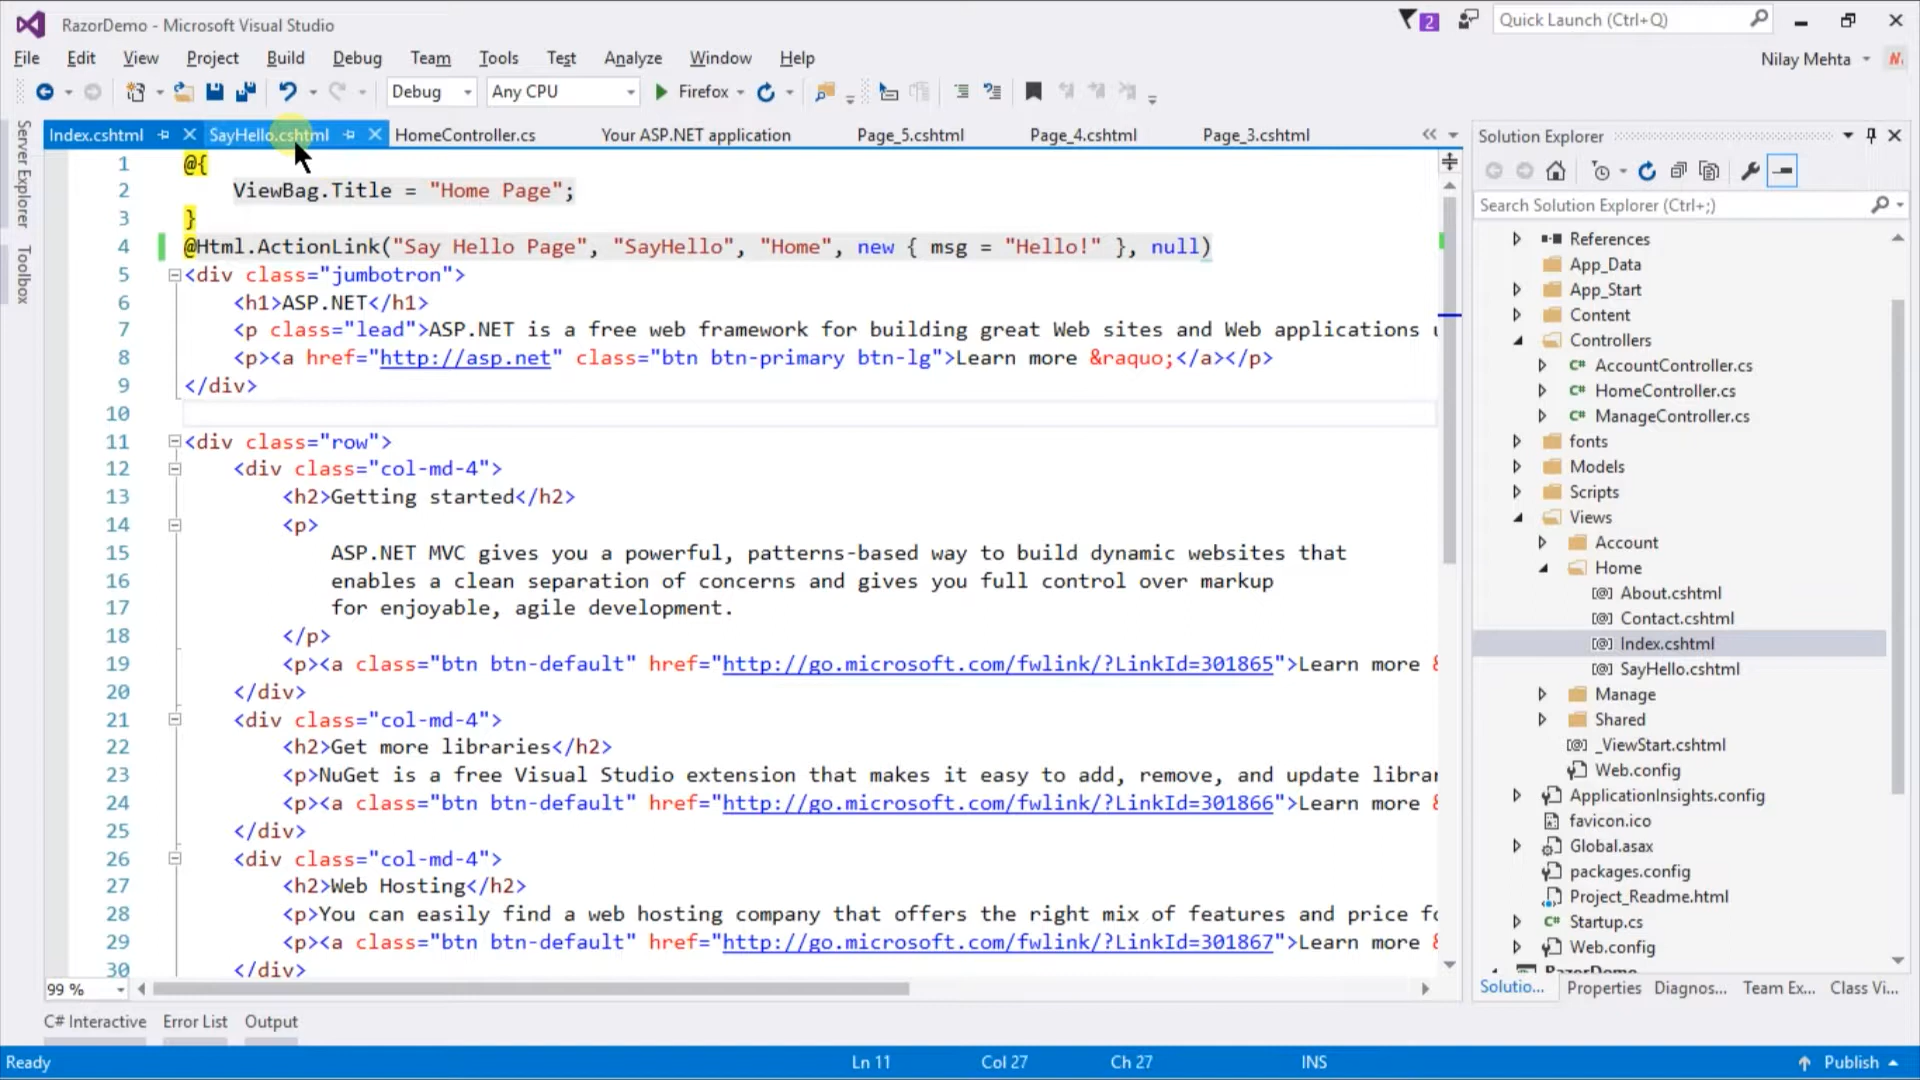 RazorDemo - Microsoft Visual Studio
2
Quick Launch (Ctrl+Q)
File Edit View Project Build Debug Team Tools Test Analyze Window Help
Nilay Mehta
Debug Any CPU Firefox
Index.cshtml SayHello.cshtml HomeController.cs Your ASP.NET application Page_5.cshtml Page_4.cshtml Page_3.cshtml
Server Explorer
Toolbox
1 @{
2 ViewBag.Title = "Home Page";
3 }
4 @Html.ActionLink("Say Hello Page", "SayHello", "Home", new { msg = "Hello!" }, null)
5 <div class="jumbotron">
6 <h1>ASP.NET</h1>
7 <p class="lead">ASP.NET is a free web framework for building great Web sites and Web applications
8 <p><a href="http://asp.net" class="btn btn-primary btn-lg">Learn more &raquo;</a></p>
9 </div>
10
11 <div class="row">
12 <div class="col-md-4">
13 <h2>Getting started</h2>
14 <p>
15 ASP.NET MVC gives you a powerful, patterns-based way to build dynamic websites that
16 enables a clean separation of concerns and gives you full control over markup
17 for enjoyable, agile development.
18 </p>
19 <p><a class="btn btn-default" href="http://go.microsoft.com/fwlink/?LinkId=301865">Learn more
20 </div>
21 <div class="col-md-4">
22 <h2>Get more libraries</h2>
23 <p>NuGet is a free Visual Studio extension that makes it easy to add, remove, and update librar
24 <p><a class="btn btn-default" href="http://go.microsoft.com/fwlink/?LinkId=301866">Learn more
25 </div>
26 <div class="col-md-4">
27 <h2>Web Hosting</h2>
28 <p>You can easily find a web hosting company that offers the right mix of features and price fo
29 <p><a class="btn btn-default" href="http://go.microsoft.com/fwlink/?LinkId=301867">Learn more
30 </div>
99 %
Solution Explorer
Search Solution Explorer (Ctrl+;)
References
App_Data
App_Start
Content
Controllers
C# AccountController.cs
C# HomeController.cs
C# ManageController.cs
fonts
Models
Scripts
Views
Account
Home
[@] About.cshtml
[@] Contact.cshtml
[@] Index.cshtml
[@] SayHello.cshtml
Manage
Shared
[@] _ViewStart.cshtml
Web.config
ApplicationInsights.config
favicon.ico
Global.asax
packages.config
Project_Readme.html
C# Startup.cs
Web.config
RazorDemo
Solutio... Properties Diagnos... Team Ex... Class Vi...
C# Interactive Error List Output
Ready Ln 11 Col 27 Ch 27 INS Publish